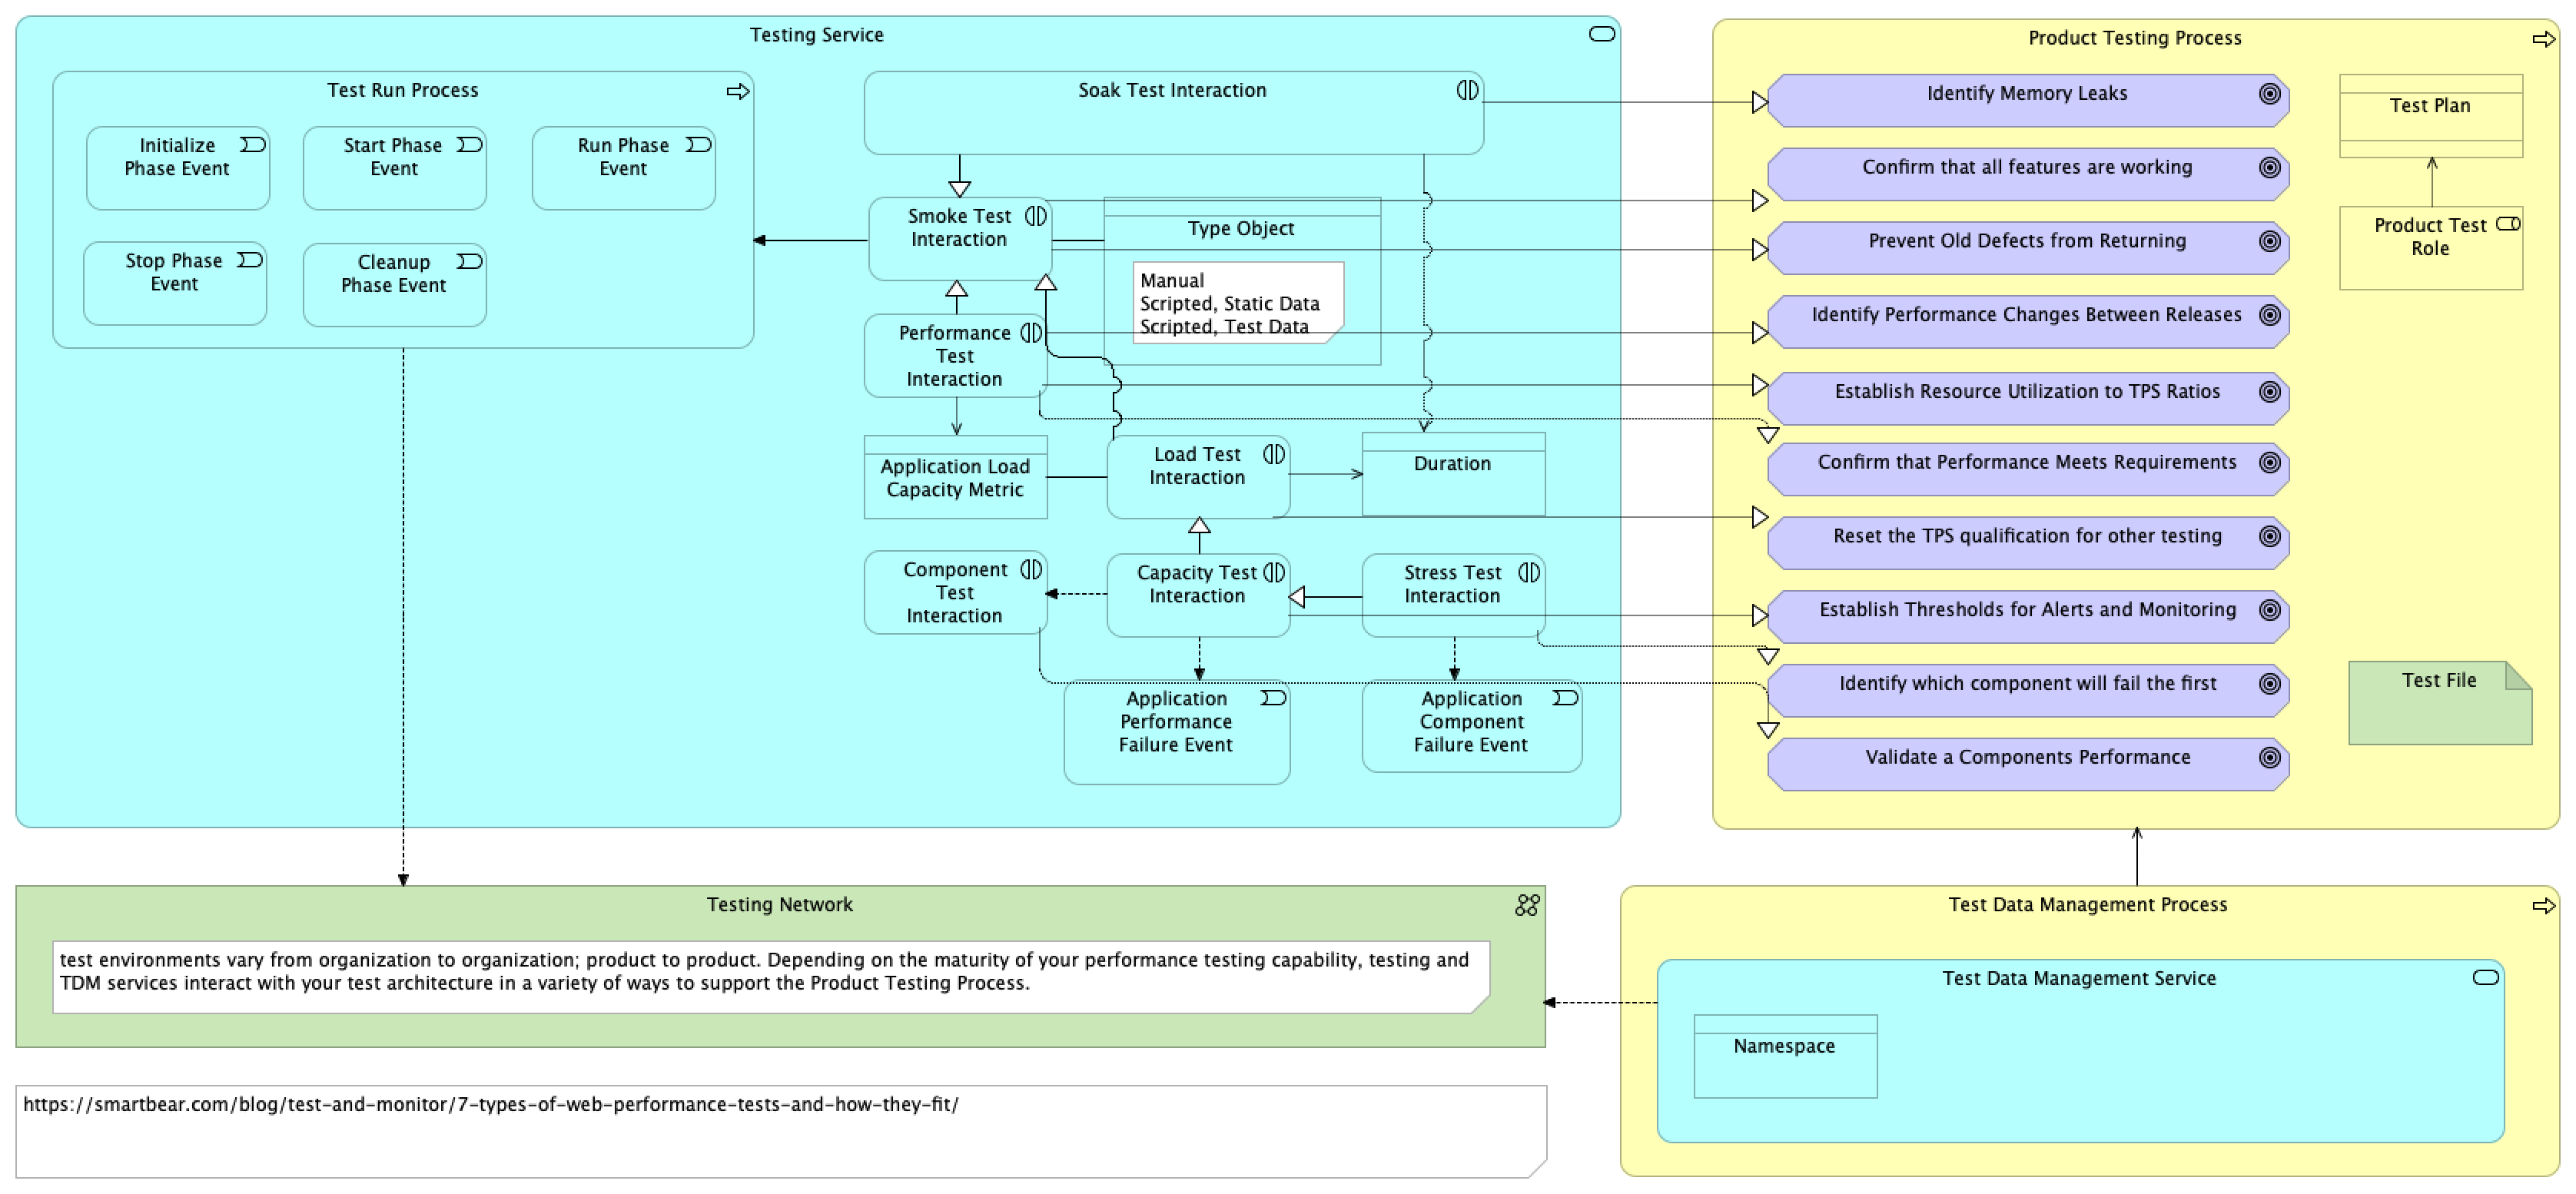 Testing Service
Test Run Process
Initialize
Phase Event
Start Phase
Event
Run Phase
Event
Stop Phase
Event
Cleanup
Phase Event
Soak Test Interaction
Smoke Test
Interaction
Type Object
Manual
Scripted, Static Data
Scripted, Test Data
Performance
Test
Interaction
Application Load
Capacity Metric
Load Test
Interaction
Duration
Component
Test
Interaction
Capacity Test
Interaction
Stress Test
Interaction
Application
Performance
Failure Event
Application
Component
Failure Event
Product Testing Process
Identify Memory Leaks
Confirm that all features are working
Prevent Old Defects from Returning
Identify Performance Changes Between Releases
Establish Resource Utilization to TPS Ratios
Confirm that Performance Meets Requirements
Reset the TPS qualification for other testing
Establish Thresholds for Alerts and Monitoring
Identify which component will fail the first
Validate a Components Performance
Test Plan
Product Test
Role
Test File
Testing Network
test environments vary from organization to organization; product to product. Depending on the maturity of your performance testing capability, testing and
TDM services interact with your test architecture in a variety of ways to support the Product Testing Process.
Test Data Management Process
Test Data Management Service
Namespace
https://smartbear.com/blog/test-and-monitor/7-types-of-web-performance-tests-and-how-they-fit/